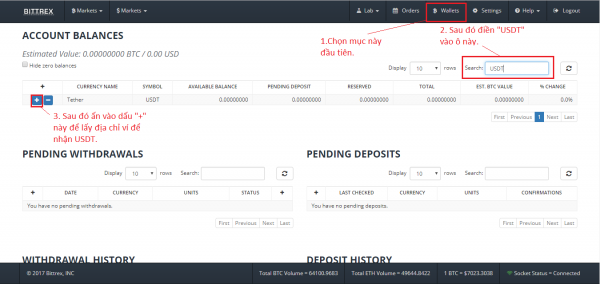 BITTREX B Markets $ Markets Lab Orders B Wallets Settings Help Logout
ACCOUNT BALANCES
1.Chọn mục này
đầu tiên.
2. Sau đó điền "USDT"
vào ô này.
Estimated Value: 0.00000000 BTC / 0.00 USD
Hide zero balances
Display 10 rows Search: USDT
+ CURRENCY NAME SYMBOL AVAILABLE BALANCE PENDING DEPOSIT RESERVED TOTAL EST. BTC VALUE % CHANGE
Tether USDT 0.00000000 0.00000000 0.00000000 0.00000000 0.00000000 0.0%
First Previous 1 Next Last
3. Sau đó ấn vào dấu "+"
này để lấy địa chỉ ví để
nhận USDT.
PENDING WITHDRAWALS
Display 10 rows Search:
+ DATE CURRENCY UNITS STATUS +
You have no pending withdrawals.
First Previous Next Last
PENDING DEPOSITS
Display 10 rows Search:
+ LAST CHECKED CURRENCY UNITS CONFIRMATIONS
You have no pending deposits.
First Previous Next Last
WITHDRAWAL HISTORY
DEPOSIT HISTORY
© 2017 Bittrex, INC Total BTC Volume = 64100.9683 Total ETH Volume = 49644.8422 1 BTC = $7023.3038 Socket Status = Connected